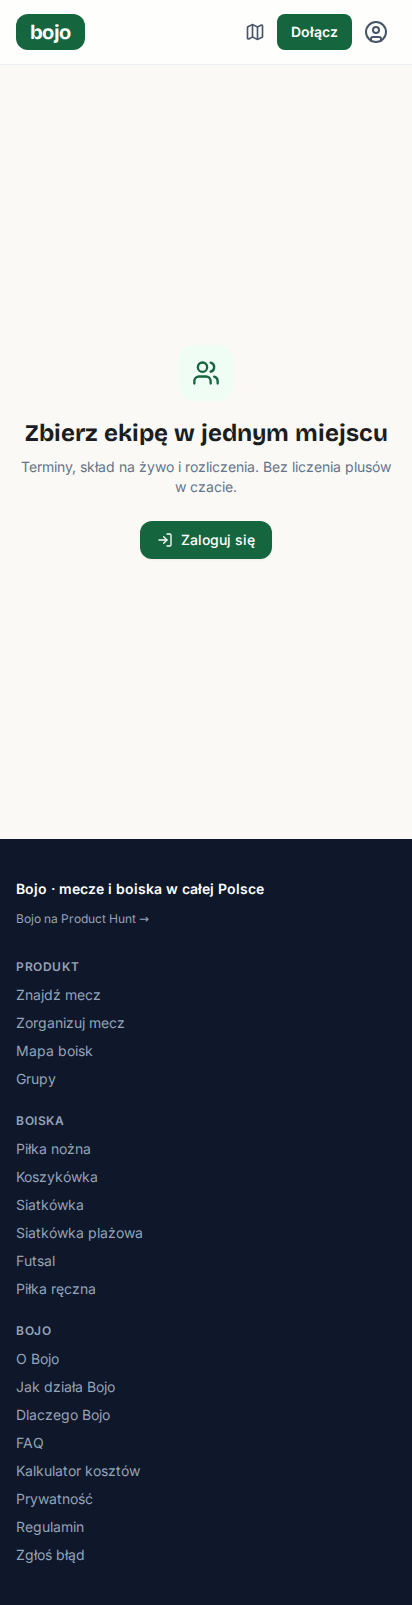 bojo
Dołącz
Zbierz ekipę w jednym miejscu
Terminy, skład na żywo i rozliczenia. Bez liczenia plusów
w czacie.
Zaloguj się
Bojo · mecze i boiska w całej Polsce
Bojo na Product Hunt →
PRODUKT
Znajdź mecz
Zorganizuj mecz
Mapa boisk
Grupy
BOISKA
Piłka nożna
Koszykówka
Siatkówka
Siatkówka plażowa
Futsal
Piłka ręczna
BOJO
O Bojo
Jak działa Bojo
Dlaczego Bojo
FAQ
Kalkulator kosztów
Prywatność
Regulamin
Zgłoś błąd